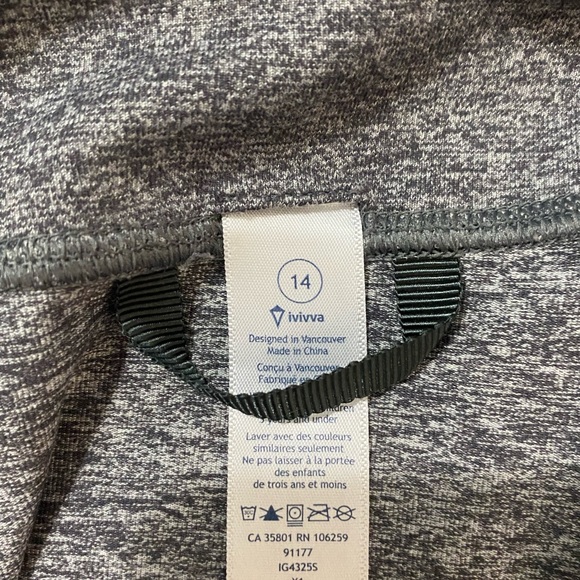 14
ivivva
Designed in Vancouver
Made in China
Conçu à Vancouver
Fabriqué en
3 years and under
Laver avec des couleurs
similaires seulement
Ne pas laisser à la portée
des enfants
de trois ans et moins
CA 35801 RN 106259
91177
IG4325S